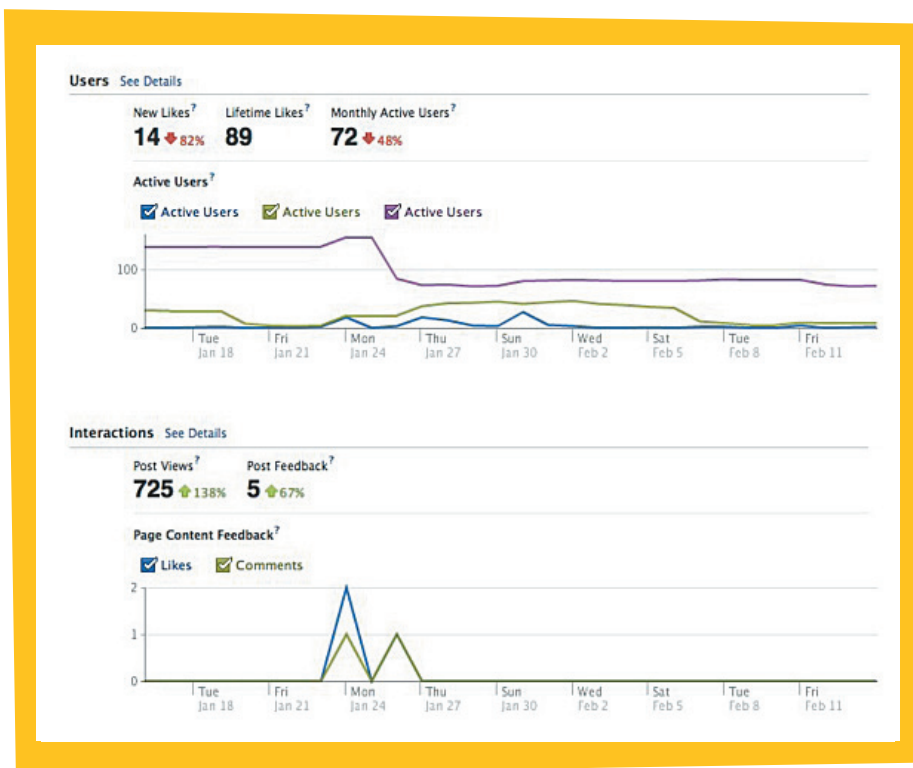 Users See Details
New Likes? Lifetime Likes? Monthly Active Users?
14 82% 89 72 48%
Active Users?
Active Users Active Users Active Users
100
0
Tue Fri Mon Thu Sun Wed Sat Tue Fri
Jan 18 Jan 21 Jan 24 Jan 27 Jan 30 Feb 2 Feb 5 Feb 8 Feb 11
Interactions See Details
Post Views? Post Feedback?
725 138% 5 67%
Page Content Feedback?
Likes Comments
2
1
0
Tue Fri Mon Thu Sun Wed Sat Tue Fri
Jan 18 Jan 21 Jan 24 Jan 27 Jan 30 Feb 2 Feb 5 Feb 8 Feb 11